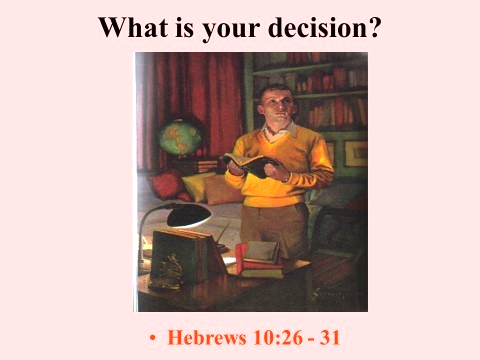 What is your decision?
• Hebrews 10:26 - 31